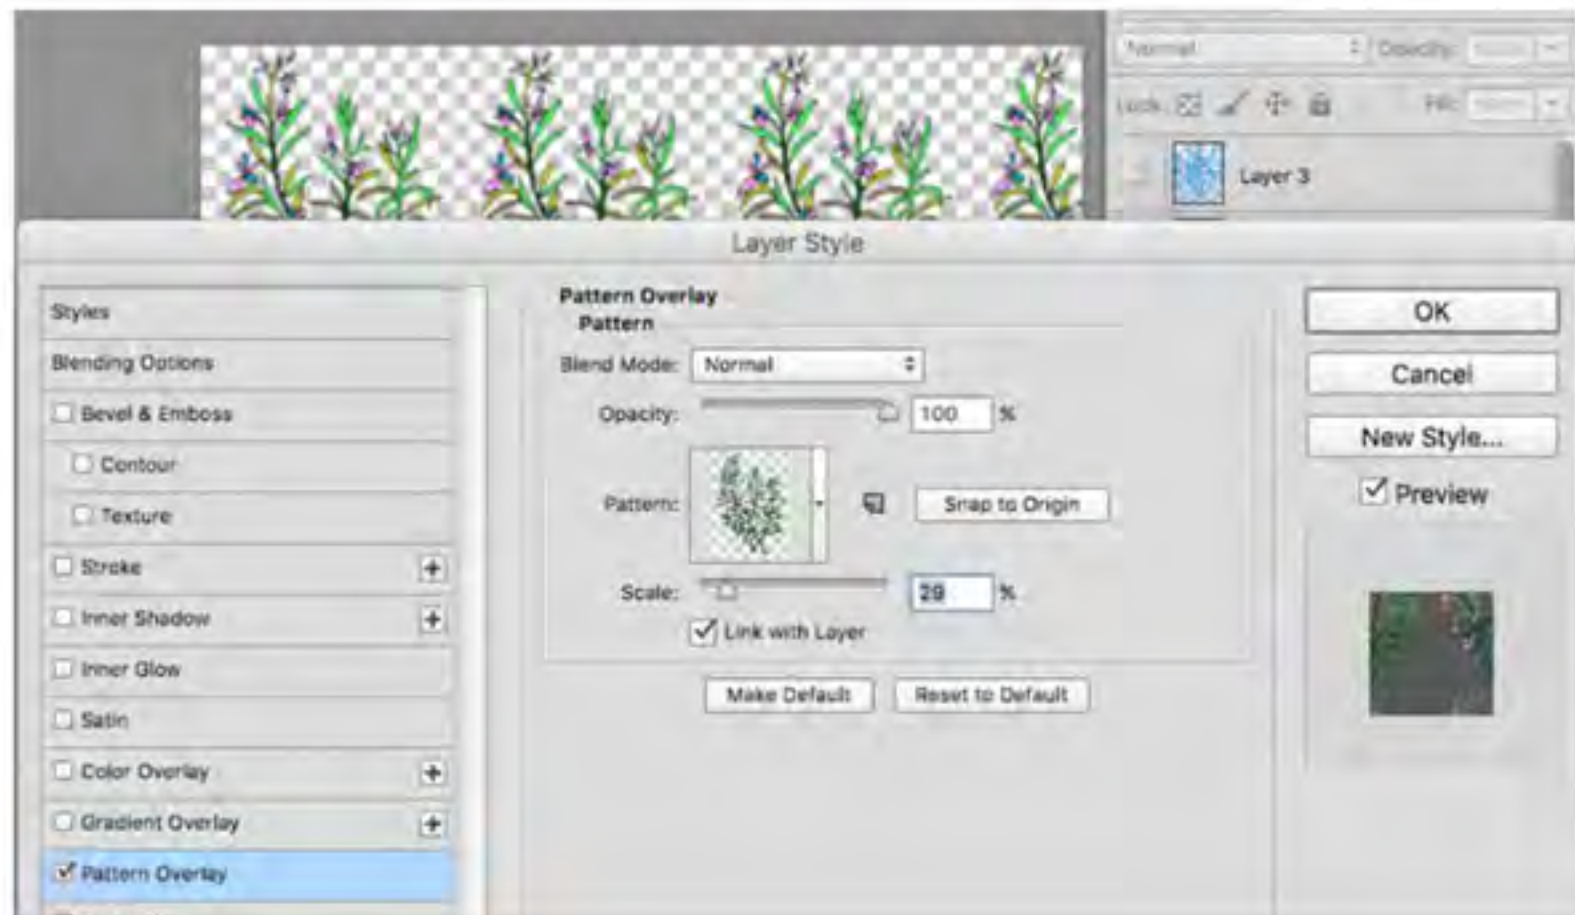 Normal Opacity:
Lock: Fill:
Layer 3
Layer Style
Styles
Blending Options
Bevel & Emboss
Contour
Texture
Stroke
Inner Shadow
Inner Glow
Satin
Color Overlay
Gradient Overlay
Pattern Overlay
Pattern Overlay
Pattern
Blend Mode: Normal
Opacity: 100 %
Pattern: Snap to Origin
Scale: 29 %
Link with Layer
Make Default Reset to Default
OK
Cancel
New Style...
Preview